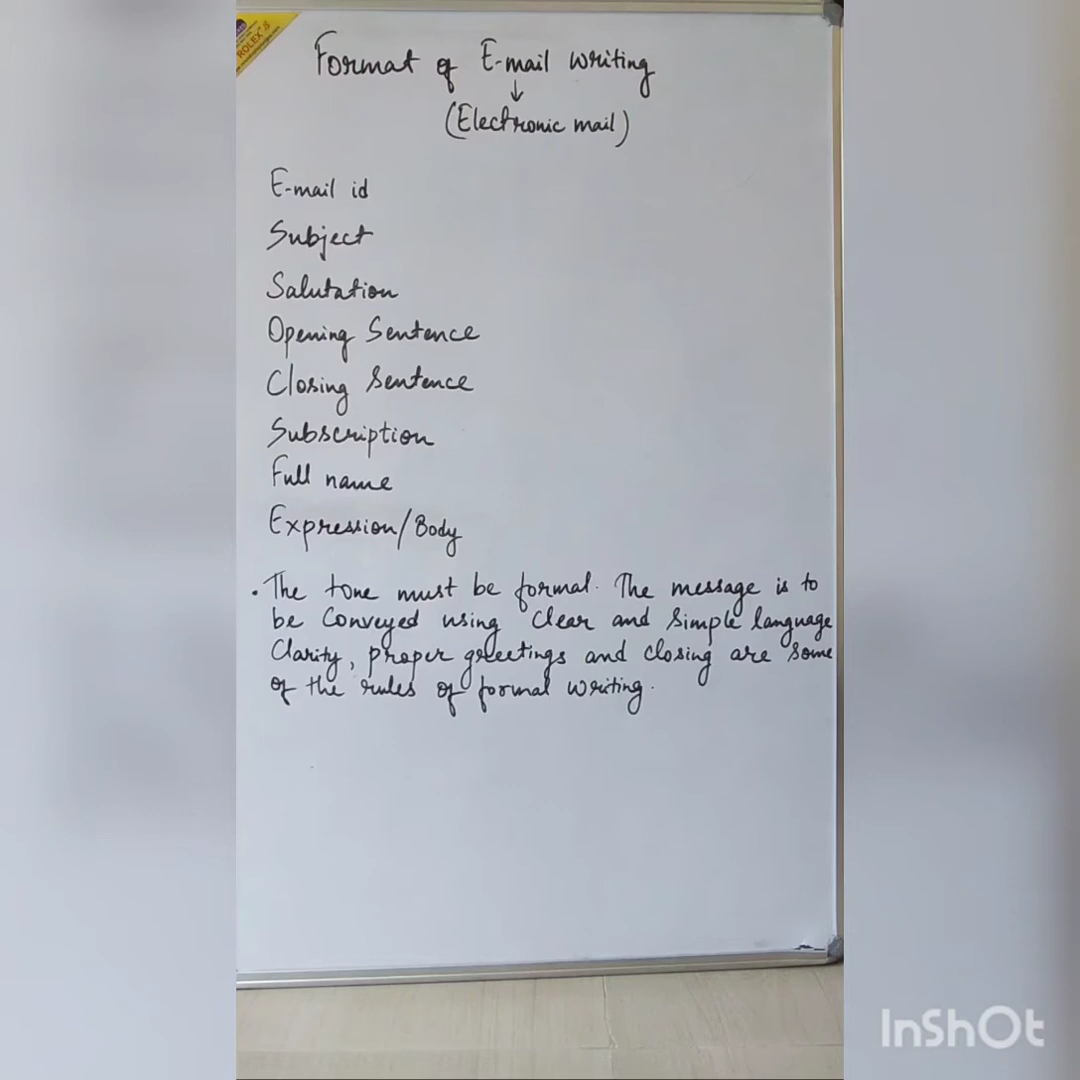 ROLEX
Format of E-mail writing
↓
(Electronic mail)
E-mail id
Subject
Salutation
Opening Sentence
Closing Sentence
Subscription
Full name
Expression/Body
• The tone must be formal. The message is to
be conveyed using clear and simple language
Clarity, proper greetings and closing are some
of the rules of formal writing.
InShOt